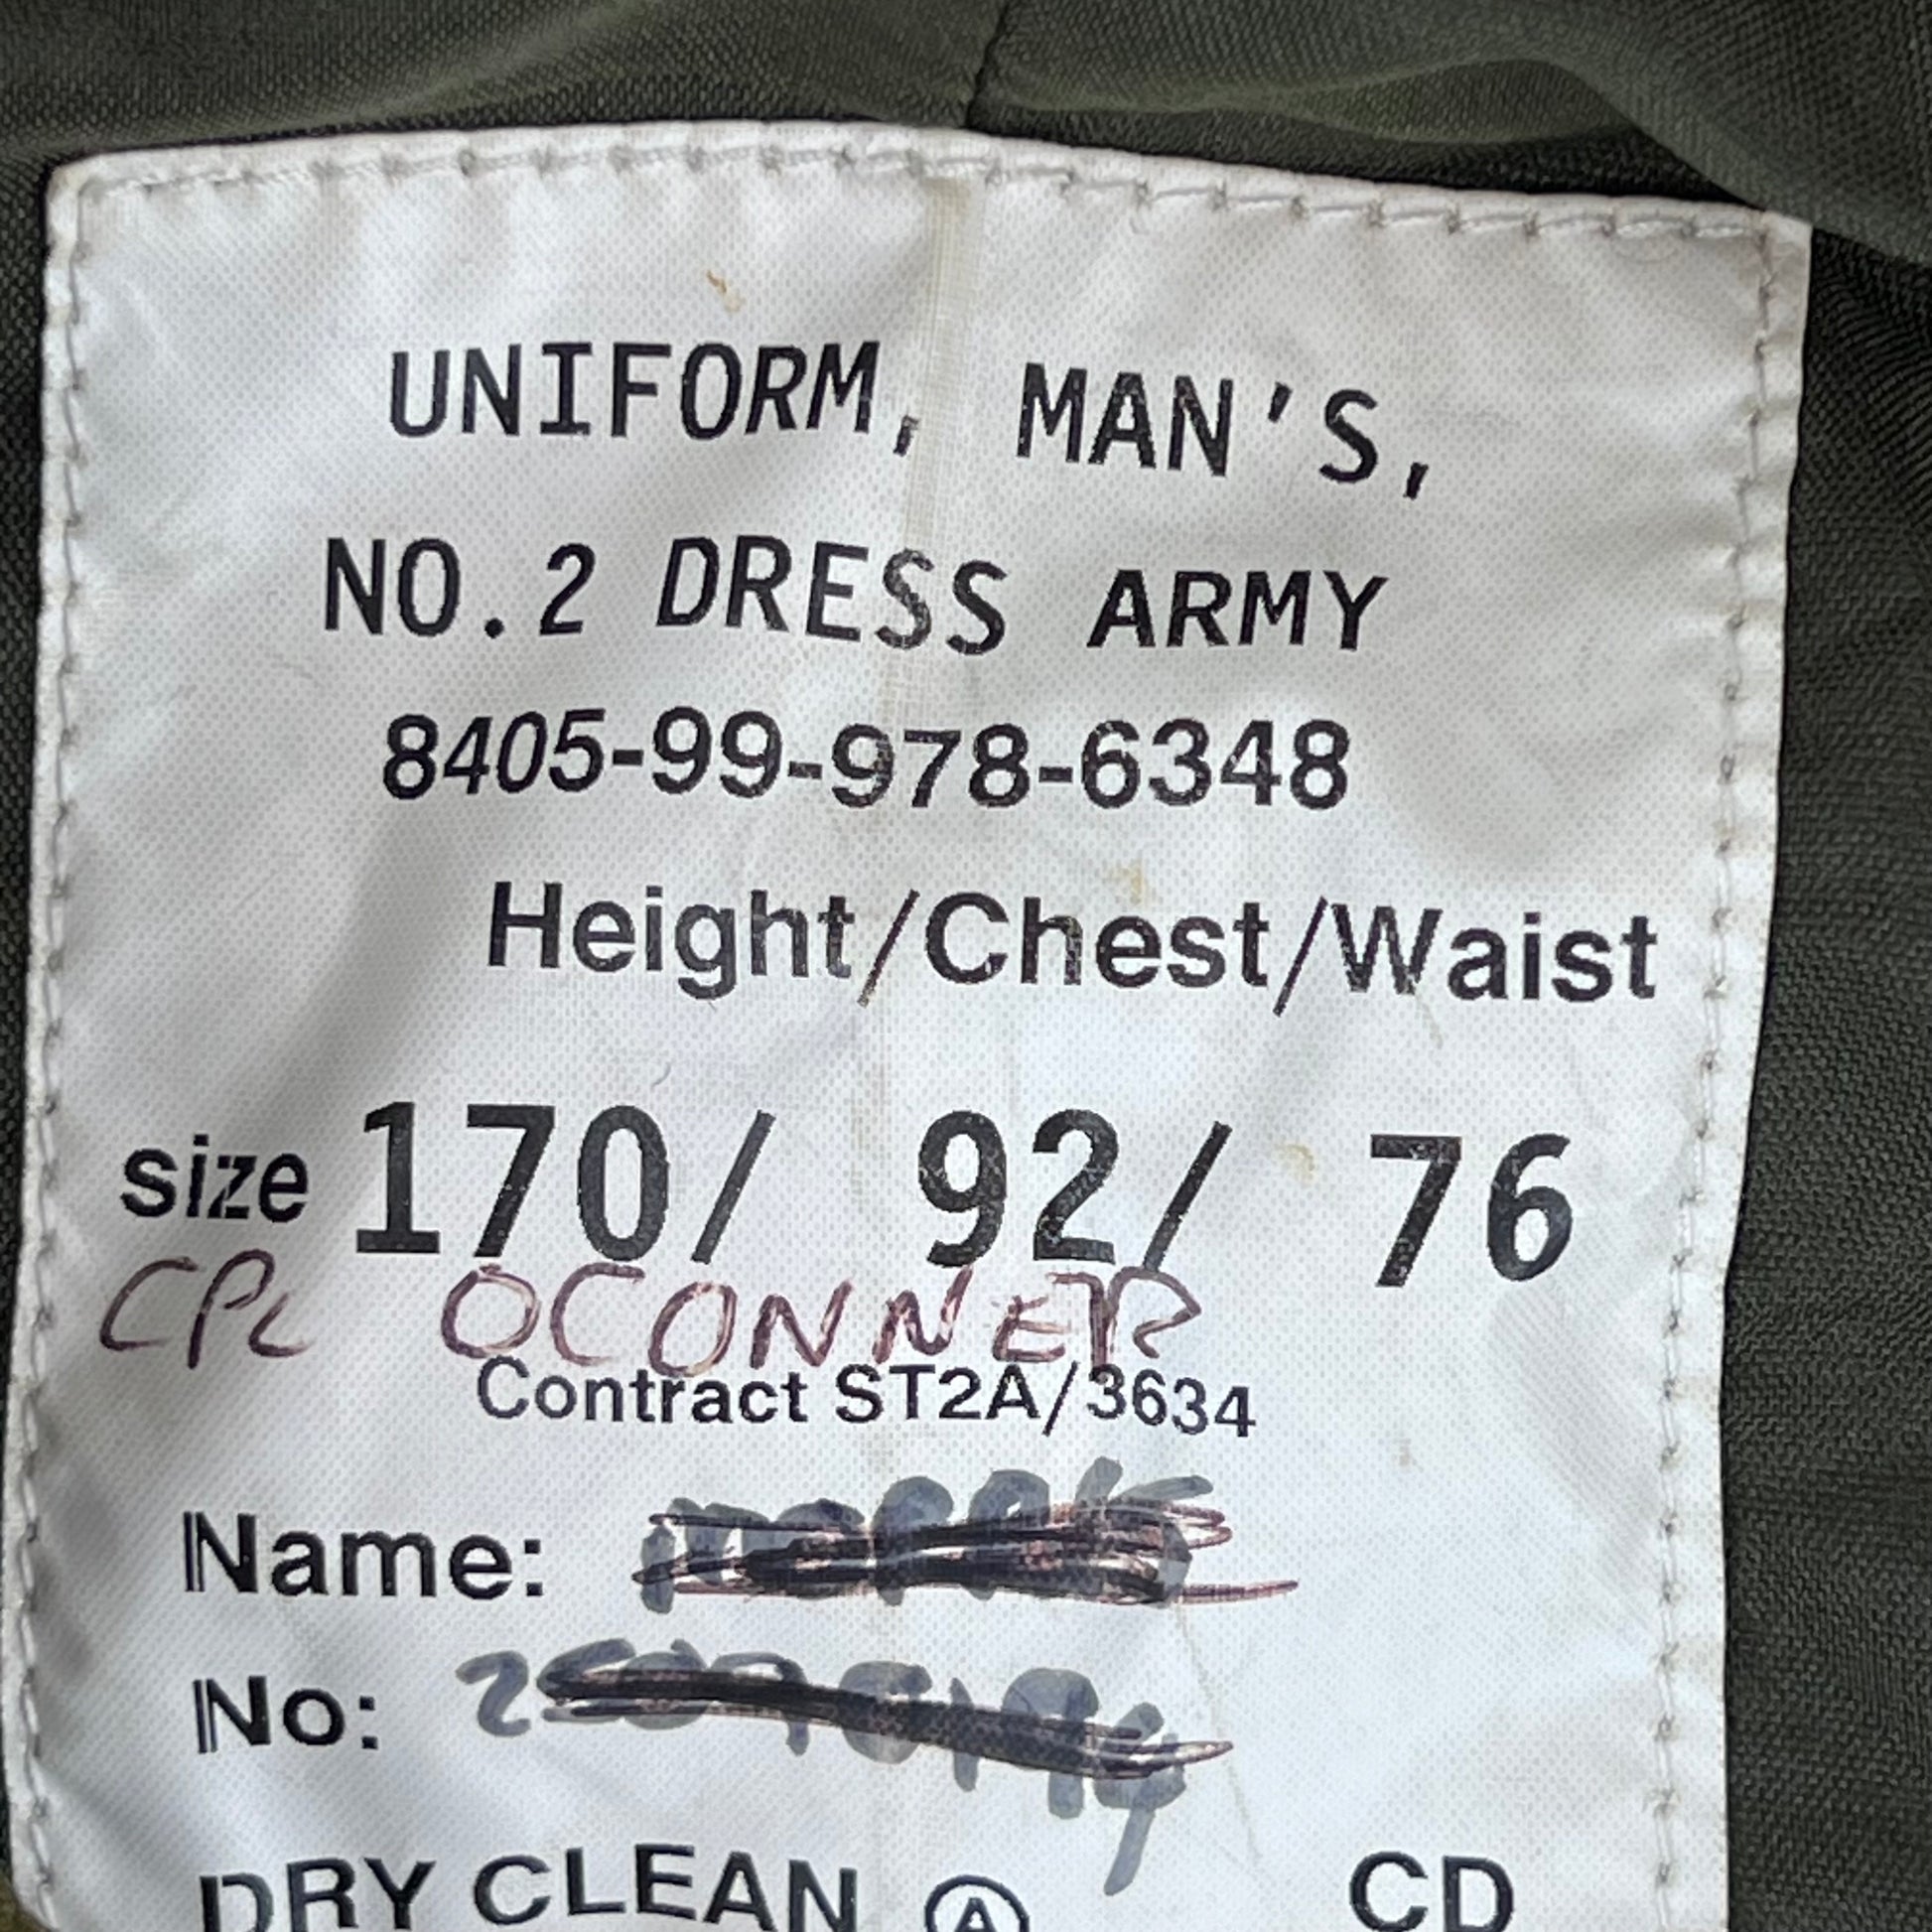 UNIFORM, MAN'S,
NO.2 DRESS ARMY
8405-99-978-6348
Height/Chest/Waist
size 170/ 92/ 76
CPL OCONNER
Contract ST2A/3634
Name:
No:
DRY CLEAN Ⓐ CD